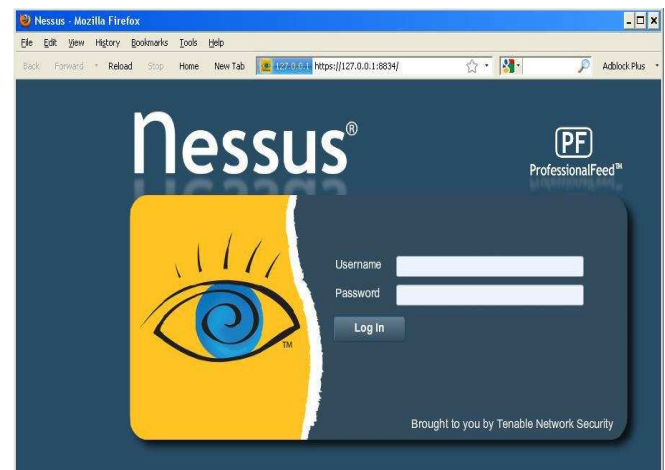 Nessus - Mozilla Firefox
File Edit View History Bookmarks Tools Help
Back Forward Reload Stop Home New Tab 127.0.0.1 https://127.0.0.1:8834/ Adblock Plus
Nessus®
PF
ProfessionalFeed™
Username
Password
Log In
TM
Brought to you by Tenable Network Security